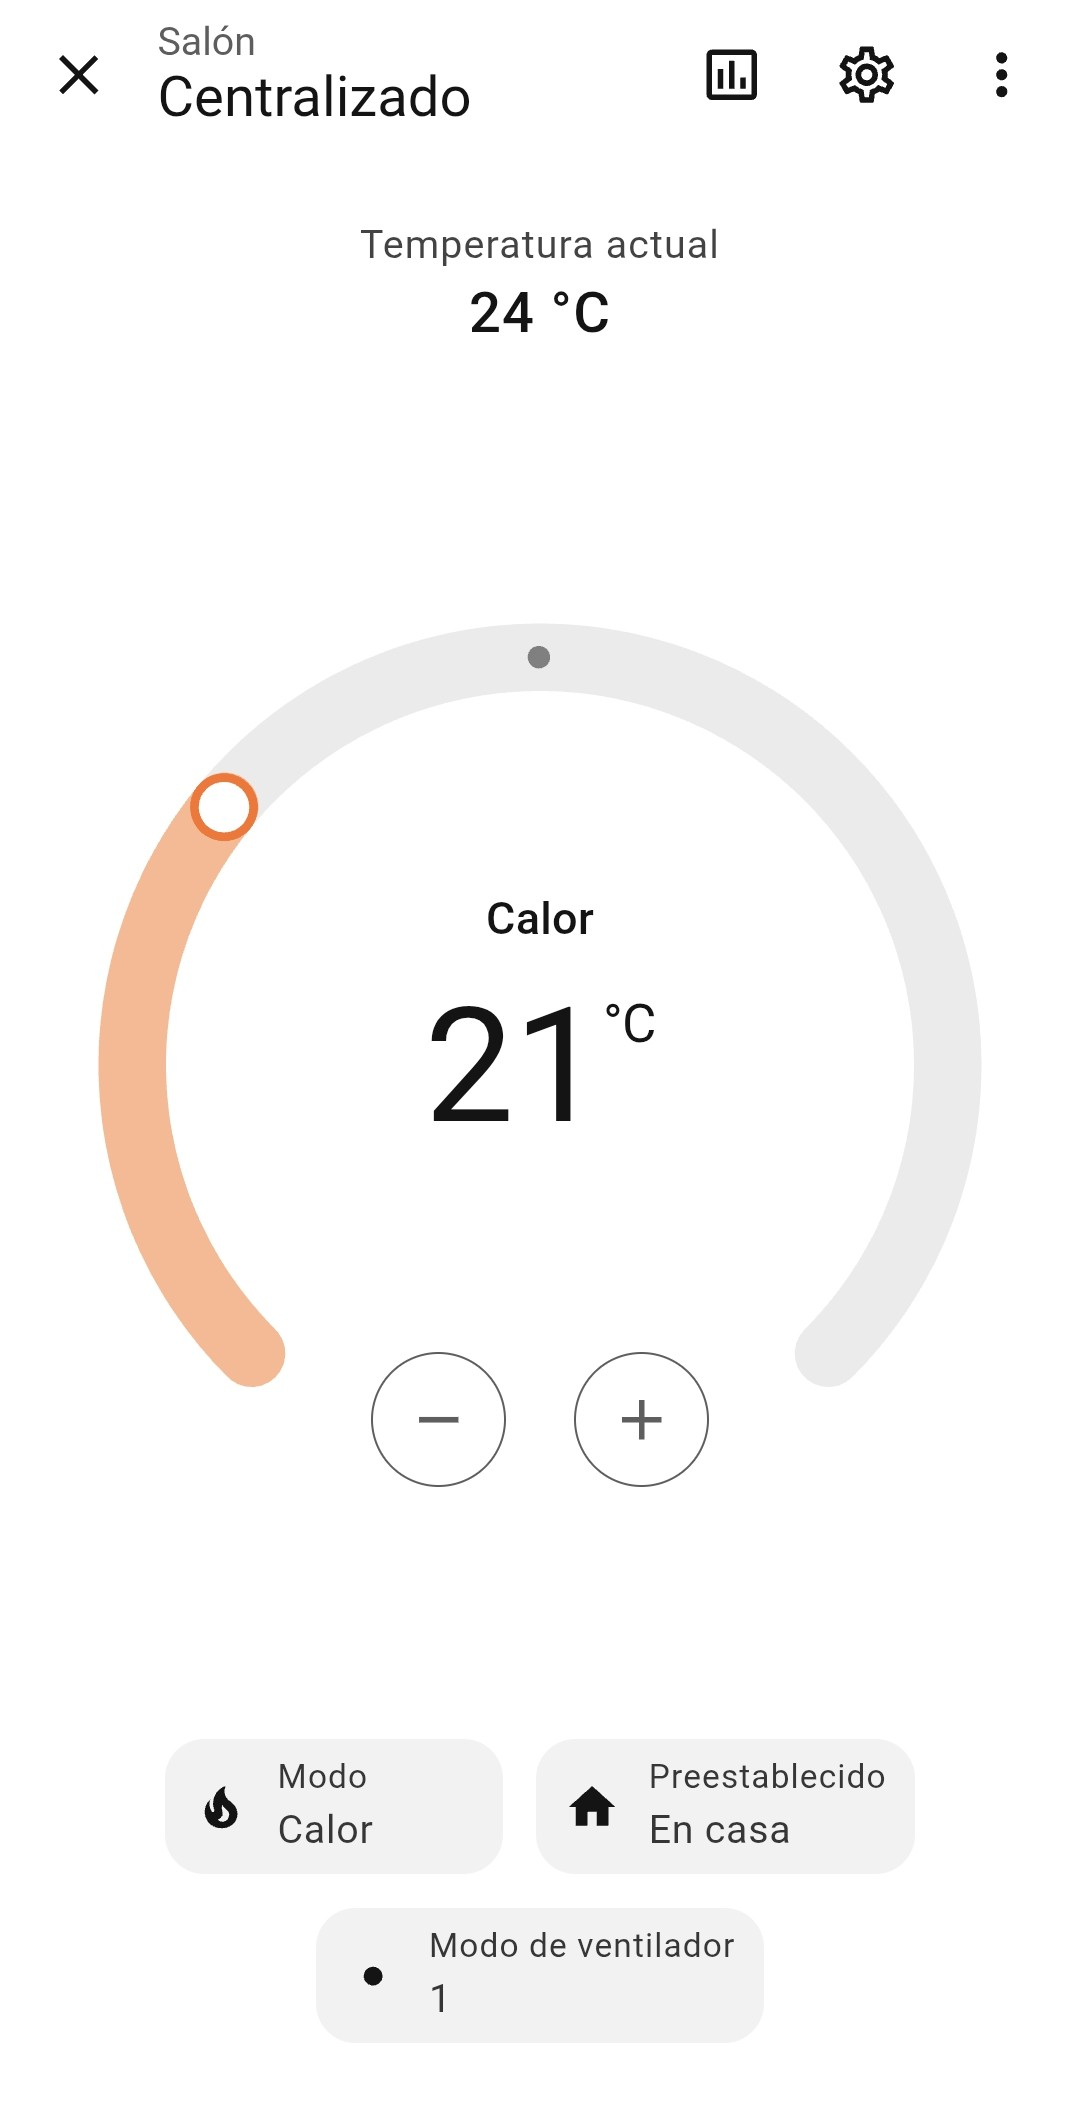 Salón
Centralizado
Temperatura actual
24 °C
Calor
21 °C
Modo
Calor
Preestablecido
En casa
Modo de ventilador
1